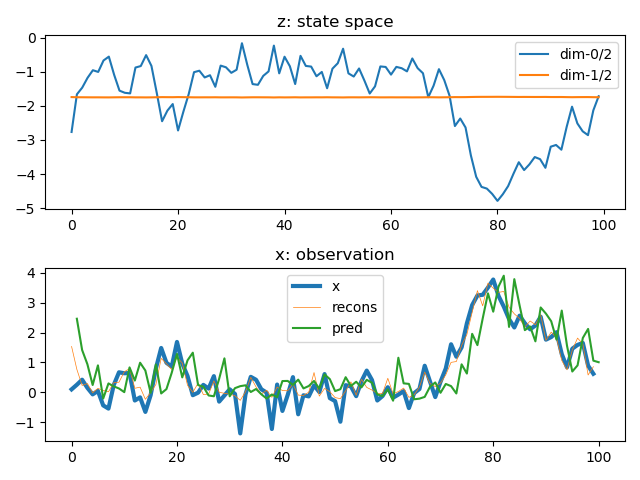 z: state space
0
−1
−2
−3
−4
−5
dim-0/2
dim-1/2
0 20 40 60 80 100
x: observation
4
3
2
1
0
−1
x
recons
pred
0 20 40 60 80 100